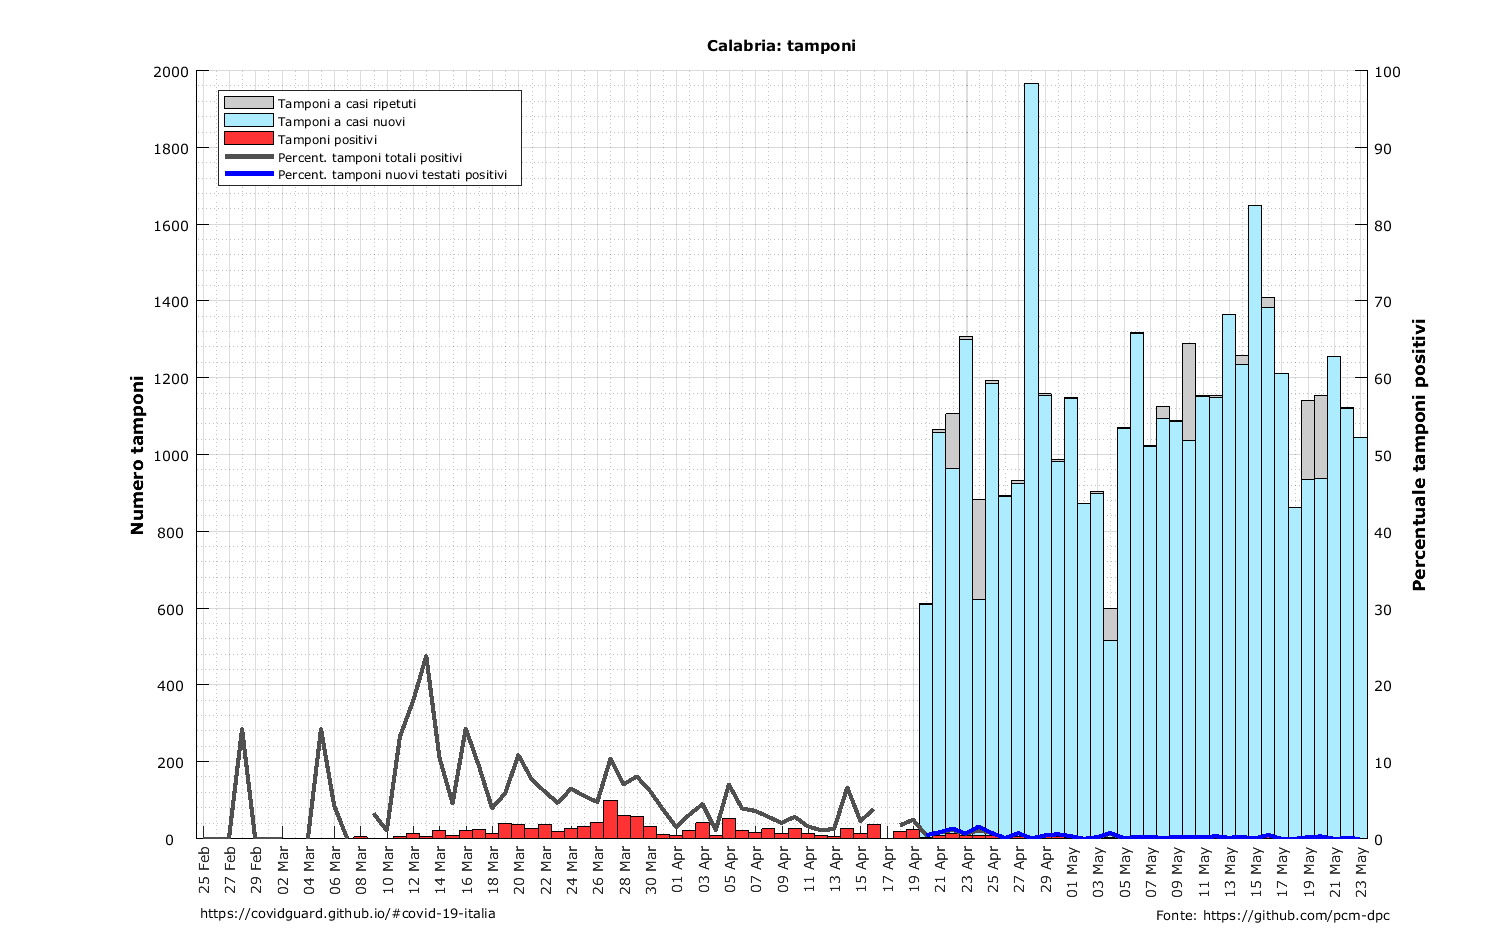 Calabria: tamponi
Tamponi a casi ripetuti
Tamponi a casi nuovi
Tamponi positivi
Percent. tamponi totali positivi
Percent. tamponi nuovi testati positivi
Numero tamponi
2000
1800
1600
1400
1200
1000
800
600
400
200
0
100
90
80
70
60
50
40
30
20
10
0
Percentuale tamponi positivi
25 Feb
27 Feb
29 Feb
02 Mar
04 Mar
06 Mar
08 Mar
10 Mar
12 Mar
14 Mar
16 Mar
18 Mar
20 Mar
22 Mar
24 Mar
26 Mar
28 Mar
30 Mar
01 Apr
03 Apr
05 Apr
07 Apr
09 Apr
11 Apr
13 Apr
15 Apr
17 Apr
19 Apr
21 Apr
23 Apr
25 Apr
27 Apr
29 Apr
01 May
03 May
05 May
07 May
09 May
11 May
13 May
15 May
17 May
19 May
21 May
23 May
https://covidguard.github.io/#covid-19-italia
Fonte: https://github.com/pcm-dpc